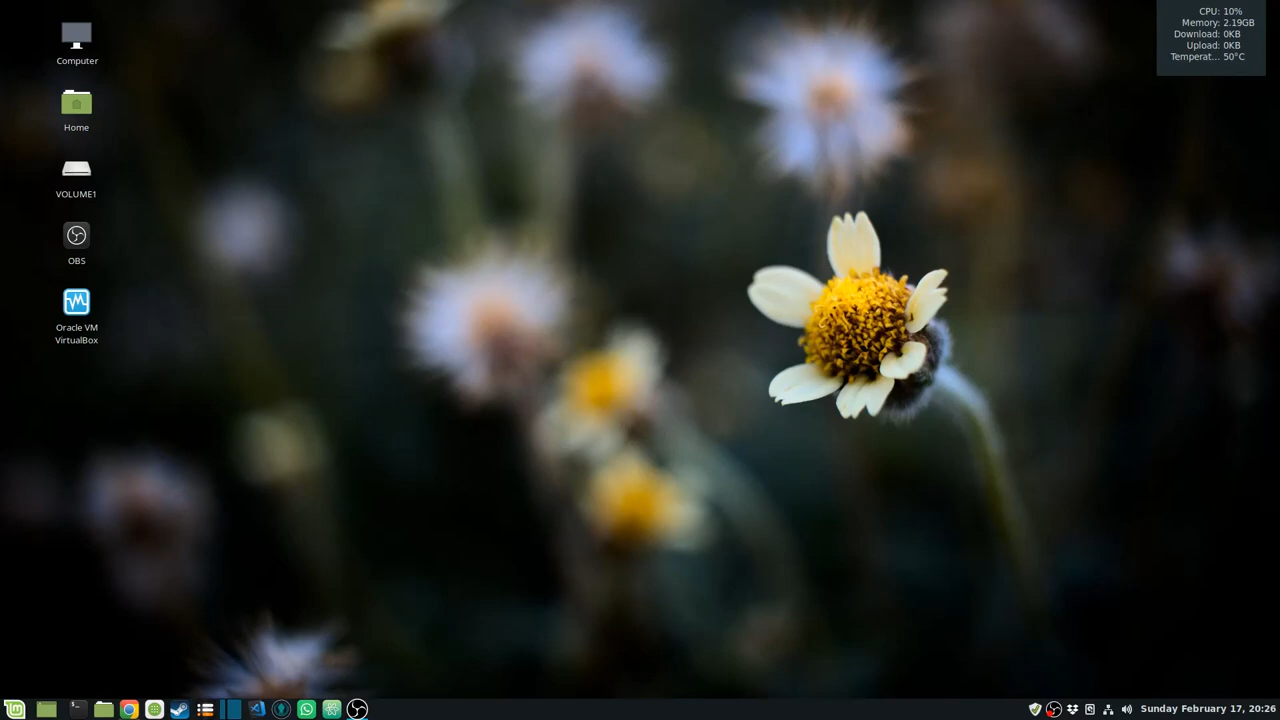 Computer
Home
VOLUME1
OBS
Oracle VM
VirtualBox
CPU: 10%
Memory: 2.19GB
Download: 0KB
Upload: 0KB
Temperat... 50°C
Sunday February 17, 20:26